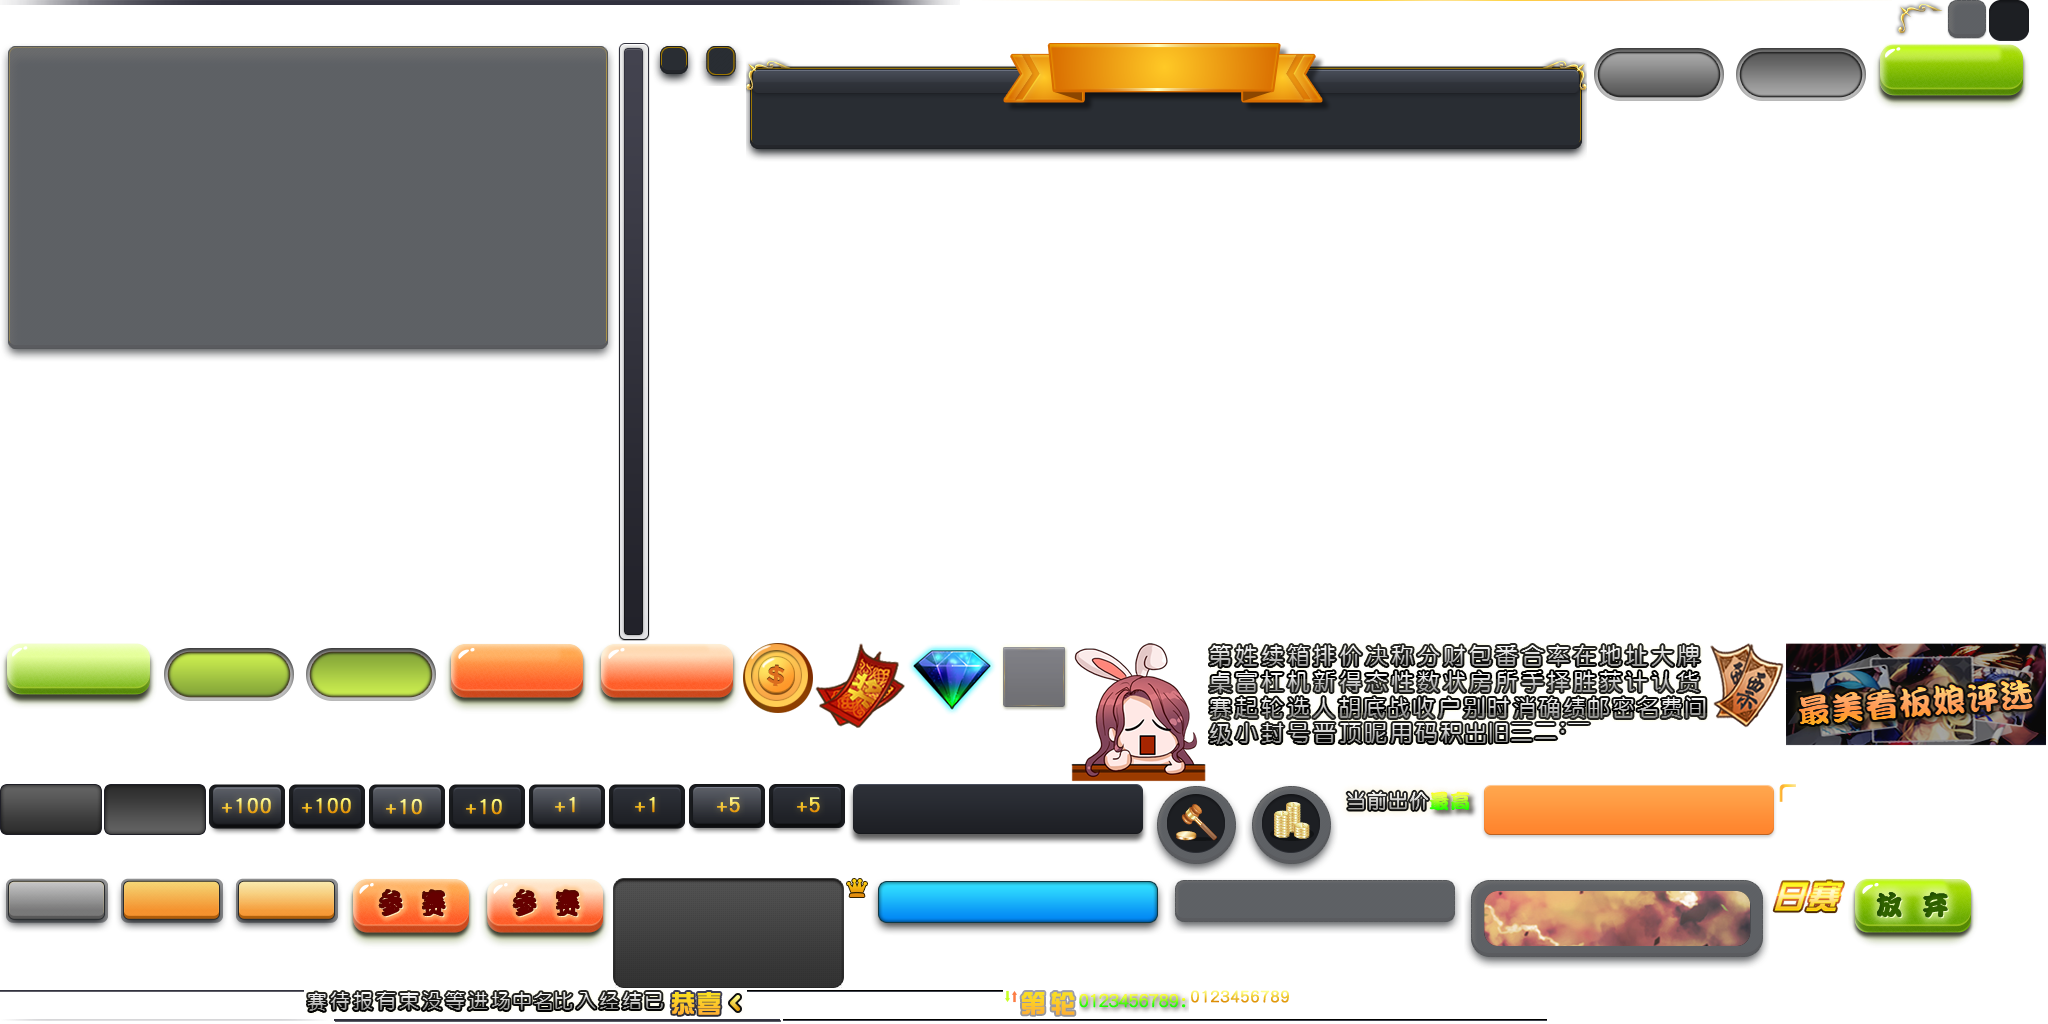 第姓续箱排价决称分财包番合率在地址大牌
桌富杠机新得态性数状房所手择胜获计认货
赛起轮选人胡底战收户别时消确绩邮密名费间
级小封号晋顶昵用码积出旧三二一:
最美看板娘评选
+100
+100
+10
+10
+1
+1
+5
+5
当前出价最高
参 赛
参 赛
日赛
放 弃
赛待报有束没等进场中名比入经结已 恭喜
第轮
0123456789.
0123456789